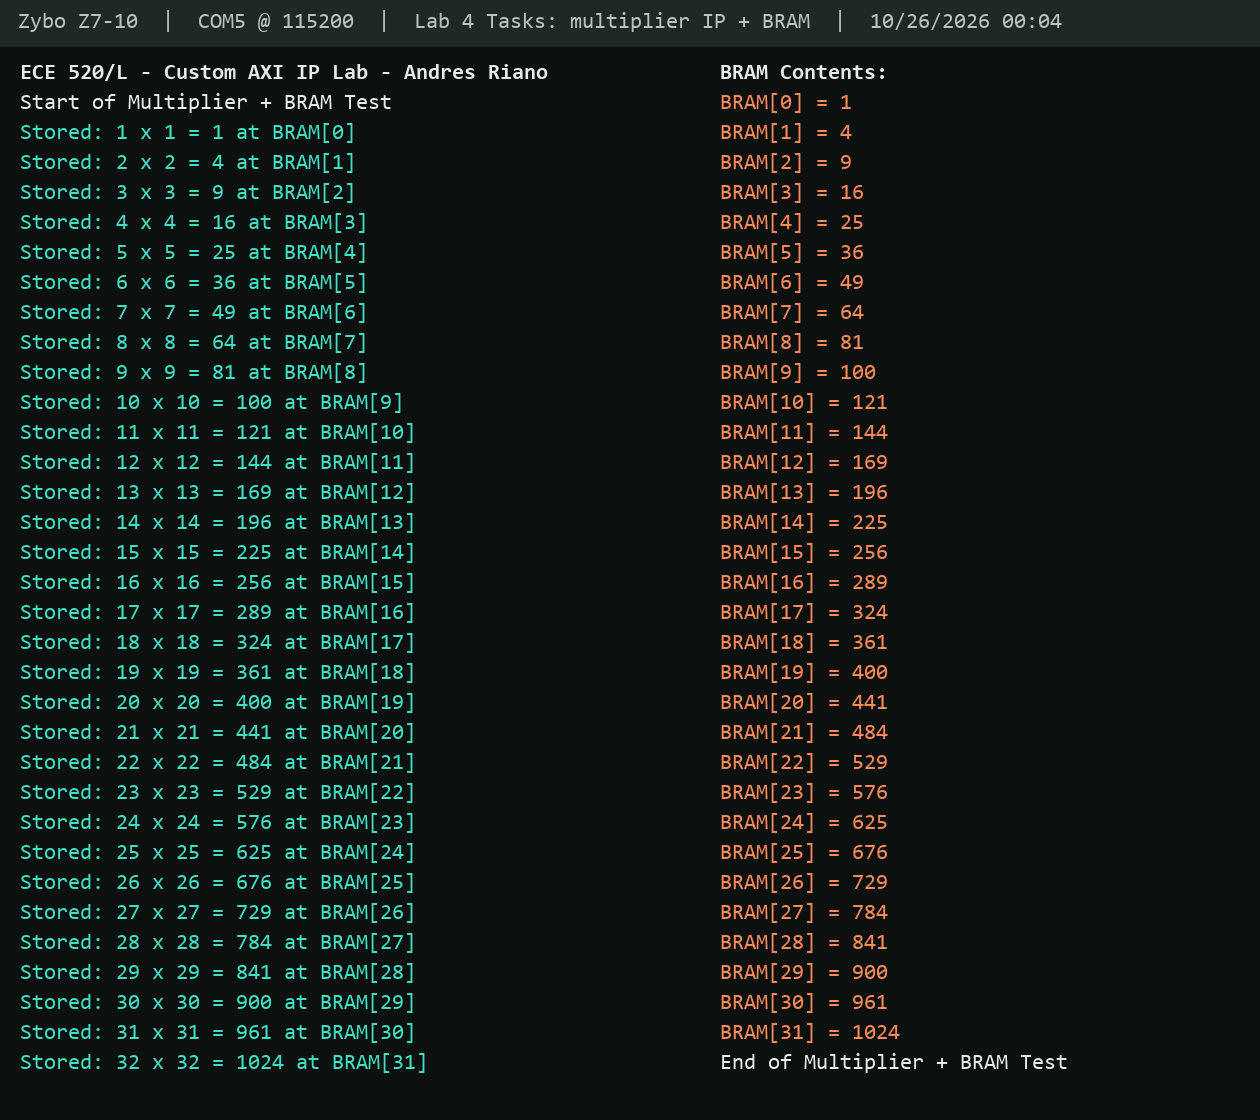 Zybo Z7-10 | COM5 @ 115200 | Lab 4 Tasks: multiplier IP + BRAM | 10/26/2026 00:04
ECE 520/L - Custom AXI IP Lab - Andres Riano
Start of Multiplier + BRAM Test
Stored: 1 x 1 = 1 at BRAM[0]
Stored: 2 x 2 = 4 at BRAM[1]
Stored: 3 x 3 = 9 at BRAM[2]
Stored: 4 x 4 = 16 at BRAM[3]
Stored: 5 x 5 = 25 at BRAM[4]
Stored: 6 x 6 = 36 at BRAM[5]
Stored: 7 x 7 = 49 at BRAM[6]
Stored: 8 x 8 = 64 at BRAM[7]
Stored: 9 x 9 = 81 at BRAM[8]
Stored: 10 x 10 = 100 at BRAM[9]
Stored: 11 x 11 = 121 at BRAM[10]
Stored: 12 x 12 = 144 at BRAM[11]
Stored: 13 x 13 = 169 at BRAM[12]
Stored: 14 x 14 = 196 at BRAM[13]
Stored: 15 x 15 = 225 at BRAM[14]
Stored: 16 x 16 = 256 at BRAM[15]
Stored: 17 x 17 = 289 at BRAM[16]
Stored: 18 x 18 = 324 at BRAM[17]
Stored: 19 x 19 = 361 at BRAM[18]
Stored: 20 x 20 = 400 at BRAM[19]
Stored: 21 x 21 = 441 at BRAM[20]
Stored: 22 x 22 = 484 at BRAM[21]
Stored: 23 x 23 = 529 at BRAM[22]
Stored: 24 x 24 = 576 at BRAM[23]
Stored: 25 x 25 = 625 at BRAM[24]
Stored: 26 x 26 = 676 at BRAM[25]
Stored: 27 x 27 = 729 at BRAM[26]
Stored: 28 x 28 = 784 at BRAM[27]
Stored: 29 x 29 = 841 at BRAM[28]
Stored: 30 x 30 = 900 at BRAM[29]
Stored: 31 x 31 = 961 at BRAM[30]
Stored: 32 x 32 = 1024 at BRAM[31]
BRAM Contents:
BRAM[0] = 1
BRAM[1] = 4
BRAM[2] = 9
BRAM[3] = 16
BRAM[4] = 25
BRAM[5] = 36
BRAM[6] = 49
BRAM[7] = 64
BRAM[8] = 81
BRAM[9] = 100
BRAM[10] = 121
BRAM[11] = 144
BRAM[12] = 169
BRAM[13] = 196
BRAM[14] = 225
BRAM[15] = 256
BRAM[16] = 289
BRAM[17] = 324
BRAM[18] = 361
BRAM[19] = 400
BRAM[20] = 441
BRAM[21] = 484
BRAM[22] = 529
BRAM[23] = 576
BRAM[24] = 625
BRAM[25] = 676
BRAM[26] = 729
BRAM[27] = 784
BRAM[28] = 841
BRAM[29] = 900
BRAM[30] = 961
BRAM[31] = 1024
End of Multiplier + BRAM Test